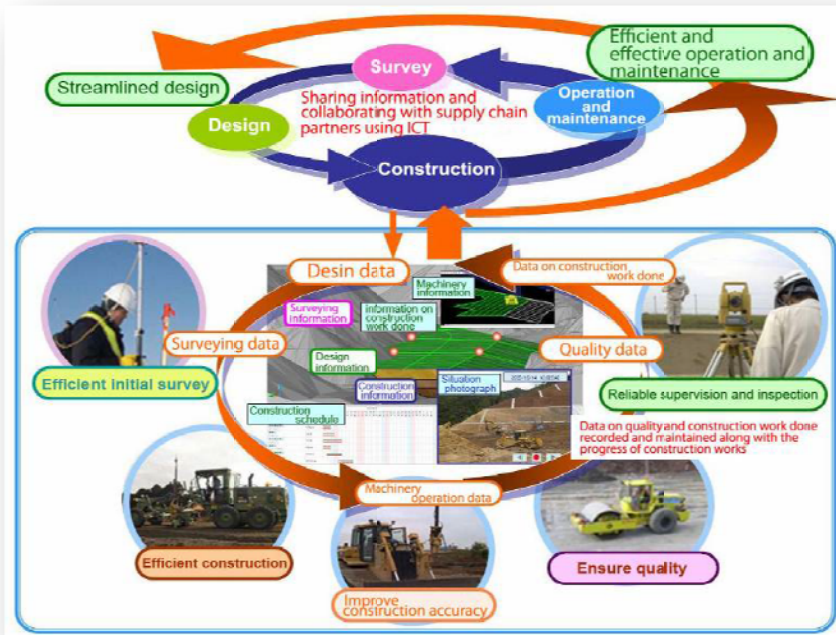 Efficient and
effective operation and
maintenance
Survey
Streamlined design
Sharing information and
collaborating with supply chain
partners using ICT
Operation
and
maintenance
Design
Construction
Desin data
Data on construction
work done
Machinery
information
Surveying
information
information on
construction
work done
Surveying data
Quality data
Design
information
Efficient initial survey
Construction
information
Situation
photograph
Reliable supervision and inspection
Construction
schedule
Data on quality and construction work done
recorded and maintained along with the
progress of construction works
Machinery
operation data
Efficient construction
Ensure quality
Improve
construction accuracy